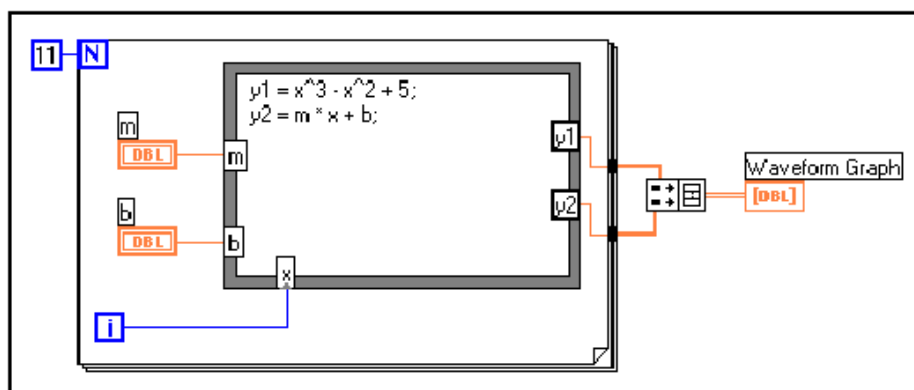 11 N
y1 = x^3 - x^2 + 5;
y2 = m * x + b;
m
DBL
m
b
DBL
b
x
i
y1
y2
Waveform Graph
[DBL]